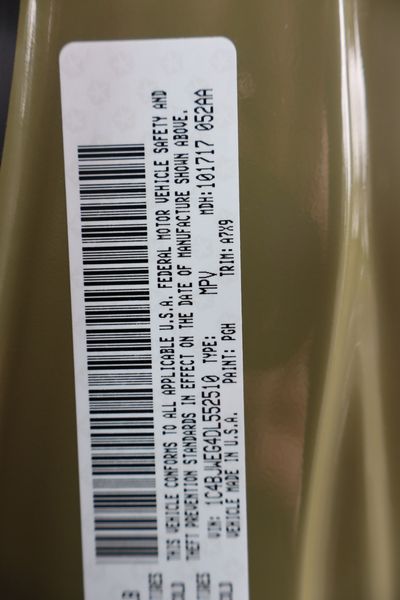 THIS VEHICLE CONFORMS TO ALL APPLICABLE U.S.A. FEDERAL MOTOR VEHICLE SAFETY AND
THEFT PREVENTION STANDARDS IN EFFECT ON THE DATE OF MANUFACTURE SHOWN ABOVE.
VIN: 1C4BJWEG4DL552510 TYPE: MPV MDH: 101717 052AA
VEHICLE MADE IN U.S.A. PAINT: PGH TRIM: A7X9